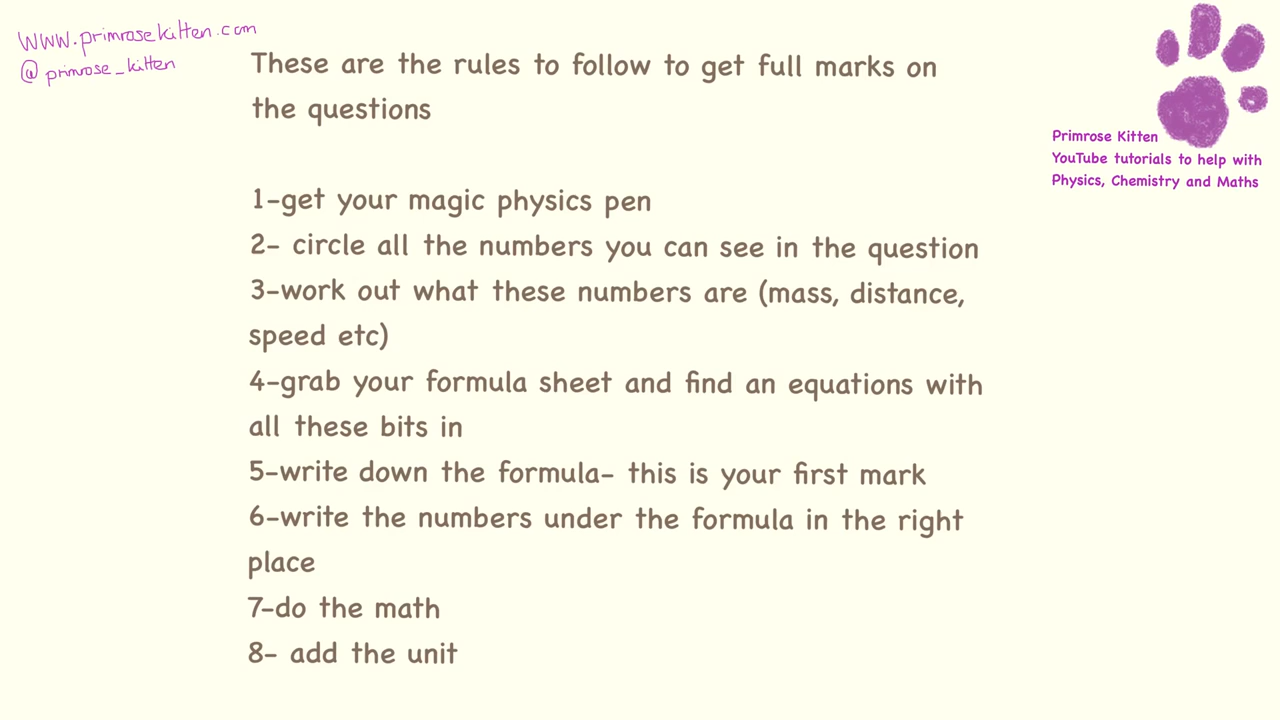 www.primrosekitten.com
@primrose_kitten
These are the rules to follow to get full marks on
the questions
Primrose Kitten
YouTube tutorials to help with
Physics, Chemistry and Maths
1-get your magic physics pen
2- circle all the numbers you can see in the question
3-work out what these numbers are (mass, distance,
speed etc)
4-grab your formula sheet and find an equations with
all these bits in
5-write down the formula- this is your first mark
6-write the numbers under the formula in the right
place
7-do the math
8- add the unit